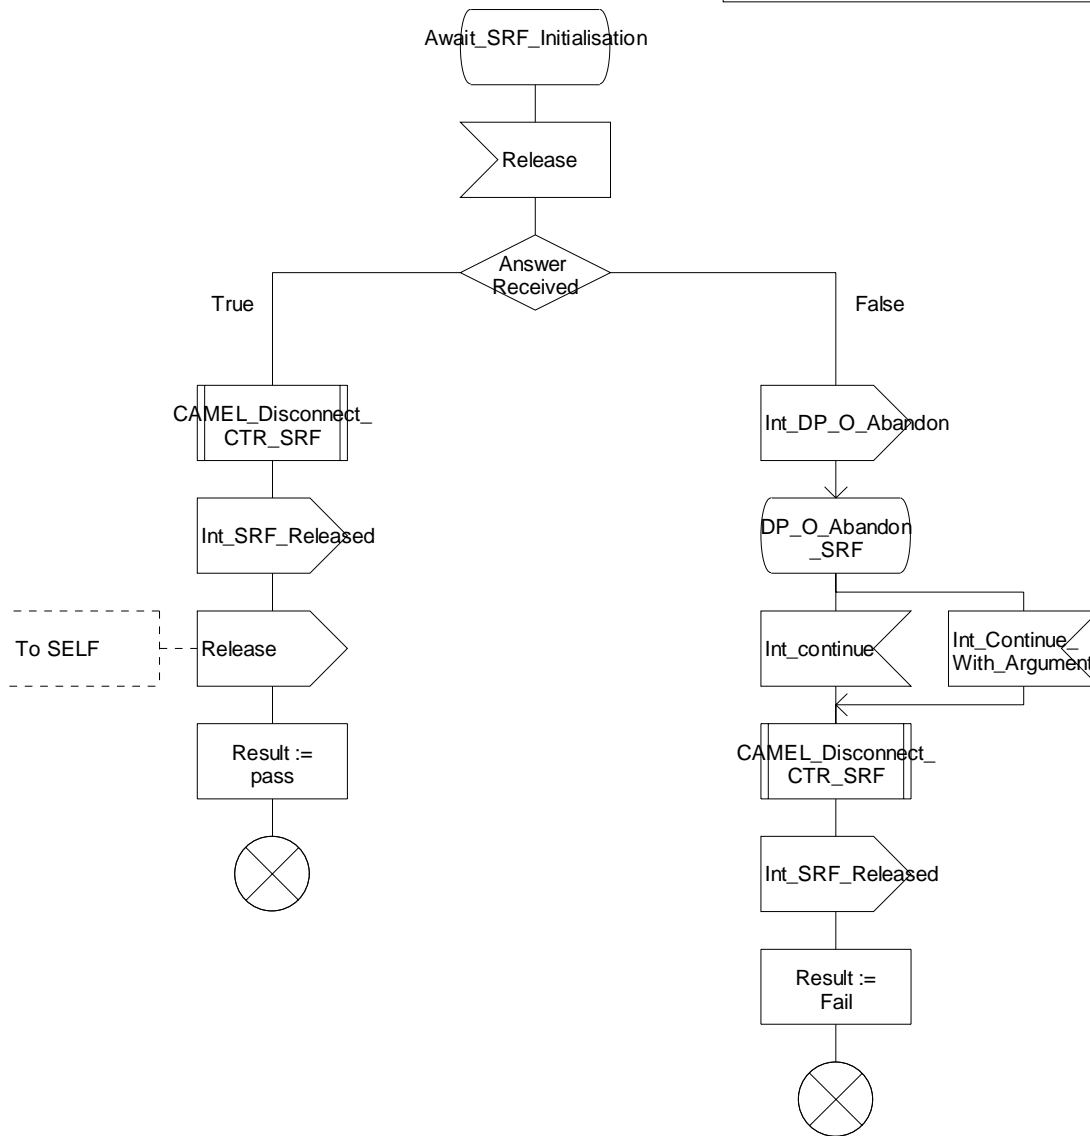 Await_SRF_Initialisation
Release
Answer
Received
True
False
CAMEL_Disconnect_
CTR_SRF
Int_DP_O_Abandon
Int_SRF_Released
DP_O_Abandon
_SRF
To SELF
Release
Int_continue
Int_Continue_
With_Argument
Result :=
pass
CAMEL_Disconnect_
CTR_SRF
Int_SRF_Released
Result :=
Fail